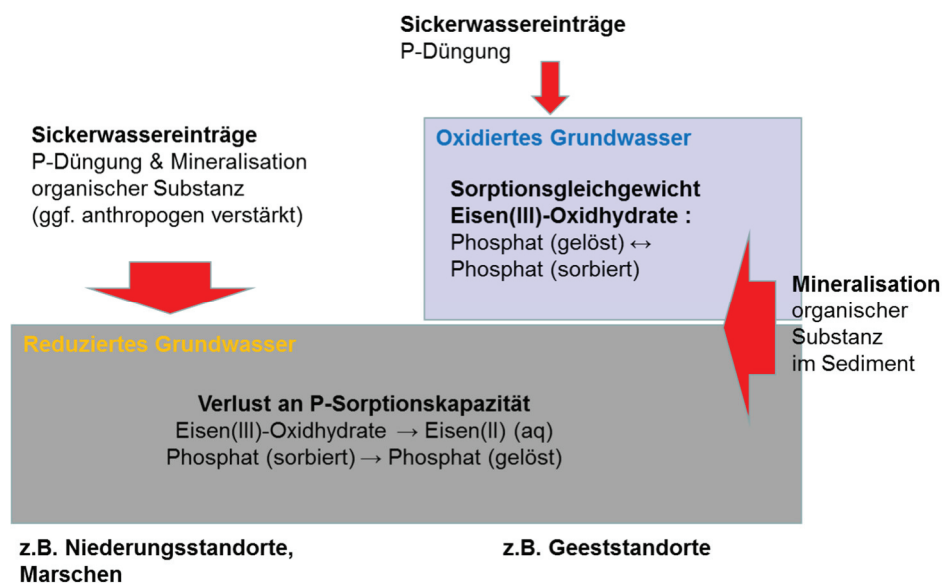 Sickerwassereinträge
P-Düngung
Sickerwassereinträge
P-Düngung & Mineralisation
organischer Substanz
(ggf. anthropogen verstärkt)
Oxidiertes Grundwasser
Sorptionsgleichgewicht
Eisen(III)-Oxidhydrate :
Phosphat (gelöst) ↔
Phosphat (sorbiert)
Mineralisation
organischer
Substanz
im Sediment
Reduziertes Grundwasser
Verlust an P-Sorptionskapazität
Eisen(III)-Oxidhydrate → Eisen(II) (aq)
Phosphat (sorbiert) → Phosphat (gelöst)
z.B. Niederungsstandorte,
Marschen
z.B. Geeststandorte